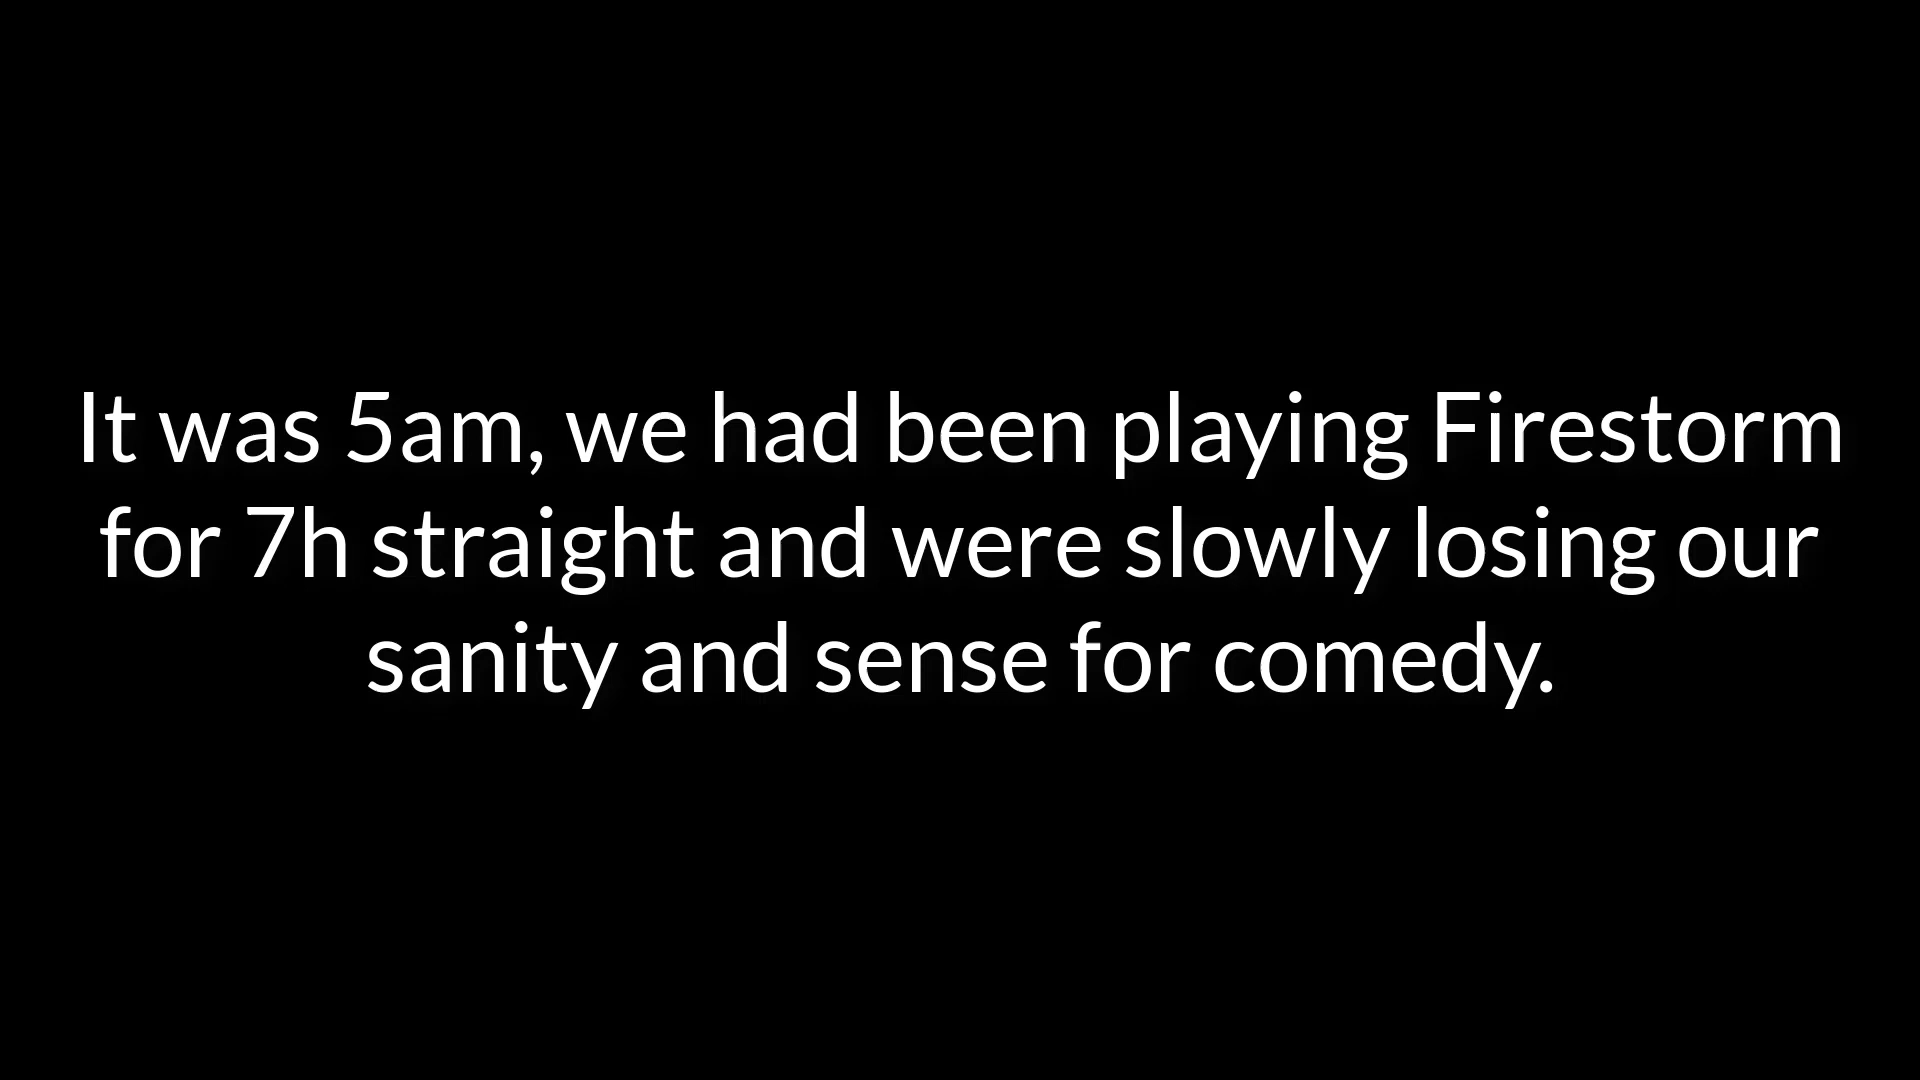 It was 5am, we had been playing Firestorm
for 7h straight and were slowly losing our
sanity and sense for comedy.